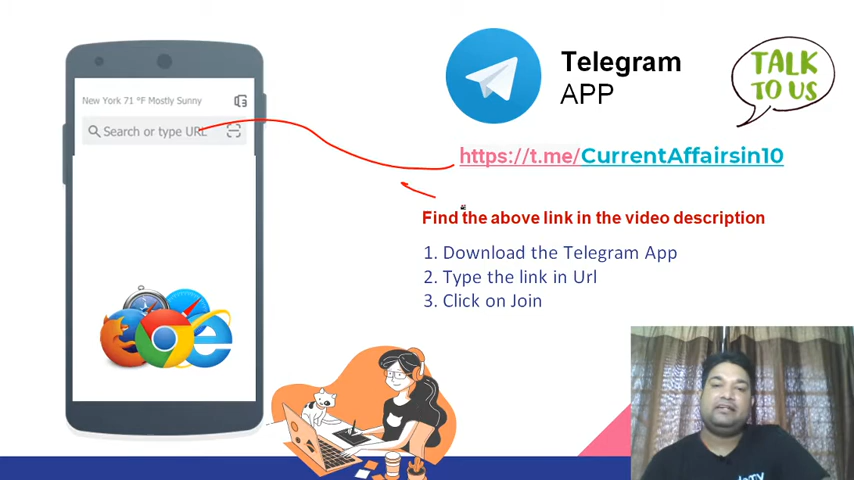 New York 71 °F Mostly Sunny
Search or type URL
Telegram
APP
TALK
TO US
https://t.me/CurrentAffairsin10
Find the above link in the video description
1. Download the Telegram App
2. Type the link in Url
3. Click on Join